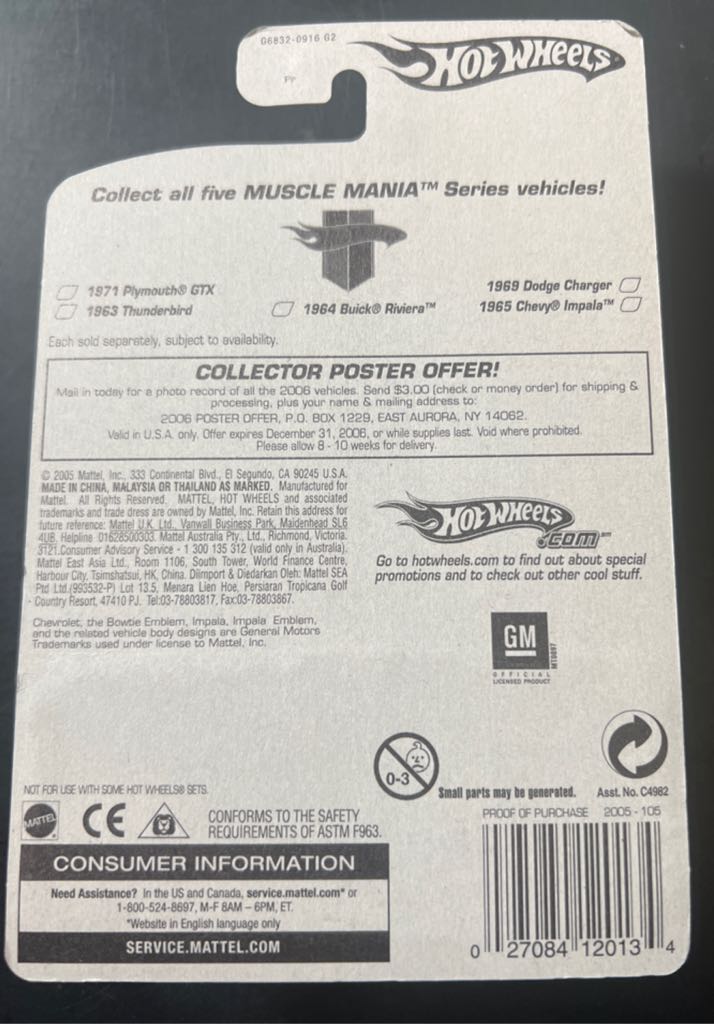 G6832-0916 G2
PP
HOT WHEELS
Collect all five MUSCLE MANIA™ Series vehicles!
1971 Plymouth® GTX
1963 Thunderbird
1964 Buick® Riviera™
1969 Dodge Charger
1965 Chevy® Impala™
Each sold separately, subject to availability.
COLLECTOR POSTER OFFER!
Mail in today for a photo record of all the 2006 vehicles. Send $3.00 (check or money order) for shipping &
processing, plus your name & mailing address to:
2006 POSTER OFFER, P.O. BOX 1229, EAST AURORA, NY 14052.
Valid in U.S.A. only. Offer expires December 31, 2006, or while supplies last. Void where prohibited.
Please allow 8 - 10 weeks for delivery.
© 2005 Mattel, Inc., 333 Continental Blvd., El Segundo, CA 90245 U.S.A.
MADE IN CHINA, MALAYSIA OR THAILAND AS MARKED. Manufactured for
Mattel. All Rights Reserved. MATTEL, HOT WHEELS and associated
trademarks and trade dress are owned by Mattel, Inc. Retain this address for
future reference: Mattel U.K. Ltd., Vanwall Business Park, Maidenhead SL6
4UB. Helpline 01628500303. Mattel Australia Pty., Ltd., Richmond, Victoria.
3121.Consumer Advisory Service - 1 300 135 312 (valid only in Australia).
Mattel East Asia Ltd., Room 1106, South Tower, World Finance Centre,
Harbour City, Tsimshatsui, HK, China. Diimport & Diedarkan Oleh: Mattel SEA
Ptd Ltd.(993532-P) Lot 13.5, Menara Lien Hoe, Persiaran Tropicana Golf
Country Resort, 47410 PJ. Tel:03-78803817, Fax:03-78803867.
Chevrolet, the Bowtie Emblem, Impala, Impala Emblem,
and the related vehicle body designs are General Motors
Trademarks used under license to Mattel, Inc.
HOT WHEELS
.COM™
Go to hotwheels.com to find out about special
promotions and to check out other cool stuff.
GM
MT0897
OFFICIAL
LICENSED PRODUCT
0-3
Small parts may be generated.
Asst. No. C4982
NOT FOR USE WITH SOME HOT WHEELS® SETS.
MATTEL
CE
CONFORMS TO THE SAFETY
REQUIREMENTS OF ASTM F963.
CONSUMER INFORMATION
Need Assistance? In the US and Canada, service.mattel.com* or
1-800-524-8697, M-F 8AM – 6PM, ET.
*Website in English language only
SERVICE.MATTEL.COM
PROOF OF PURCHASE 2005 - 105
0 27084 12013 4